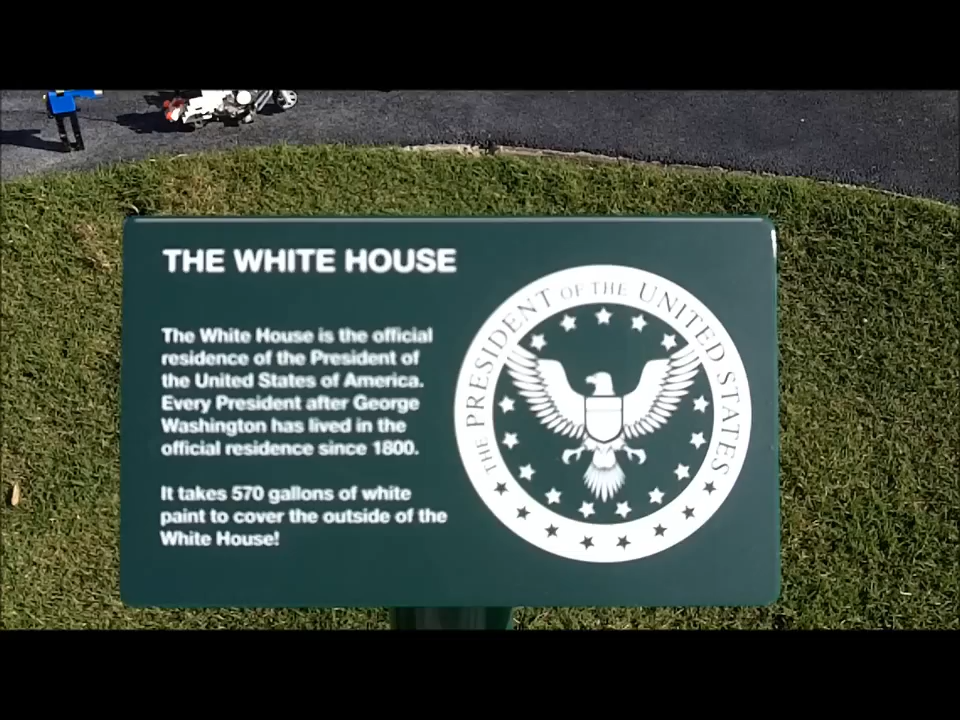 THE WHITE HOUSE
The White House is the official
residence of the President of
the United States of America.
Every President after George
Washington has lived in the
official residence since 1800.
It takes 570 gallons of white
paint to cover the outside of the
White House!
THE PRESIDENT OF THE UNITED STATES